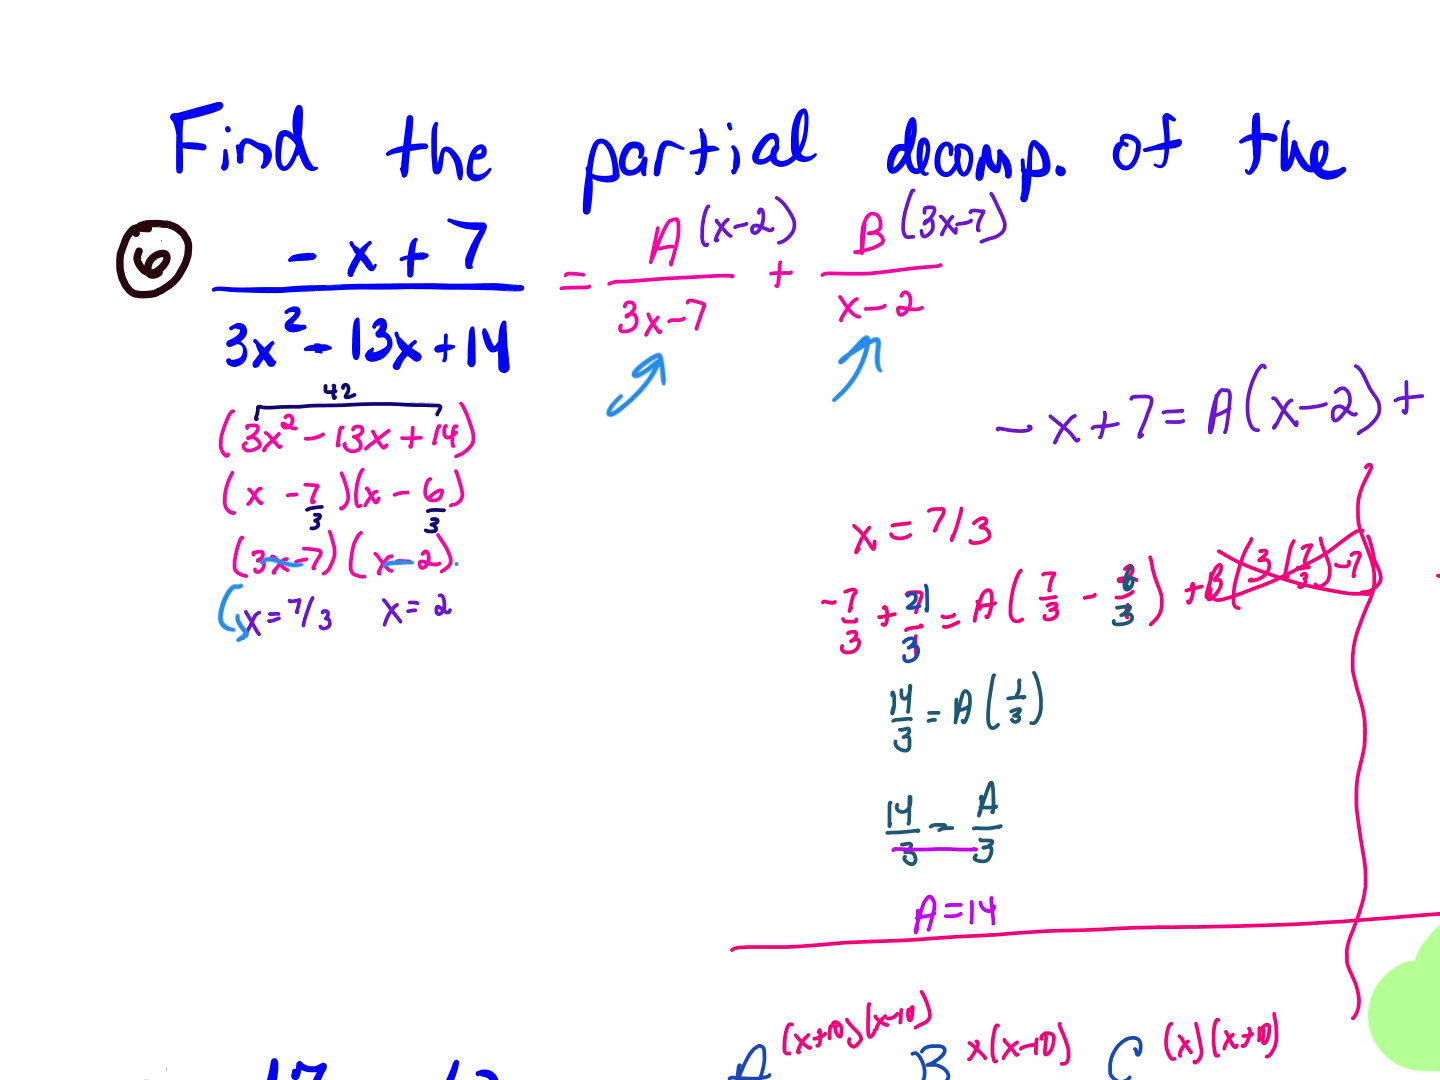 Find the partial decomp. of the
6
-x+7 / 3x²-13x+14 = A(x-2) / 3x-7 + B(3x-7) / x-2
42
(3x²-13x+14)
(x - 7/3)(x - 6/3)
(3x-7)(x-2)
x = 7/3 x = 2
-x+7 = A(x-2) +
x = 7/3
-7/3 + 21/3 = A(7/3 - 6/3) + B(3(7/3)-7)
14/3 = A(1/3)
14/3 = A/3
A = 14
A (x+10)(x-10) B x(x-10) C (x)(x+10)